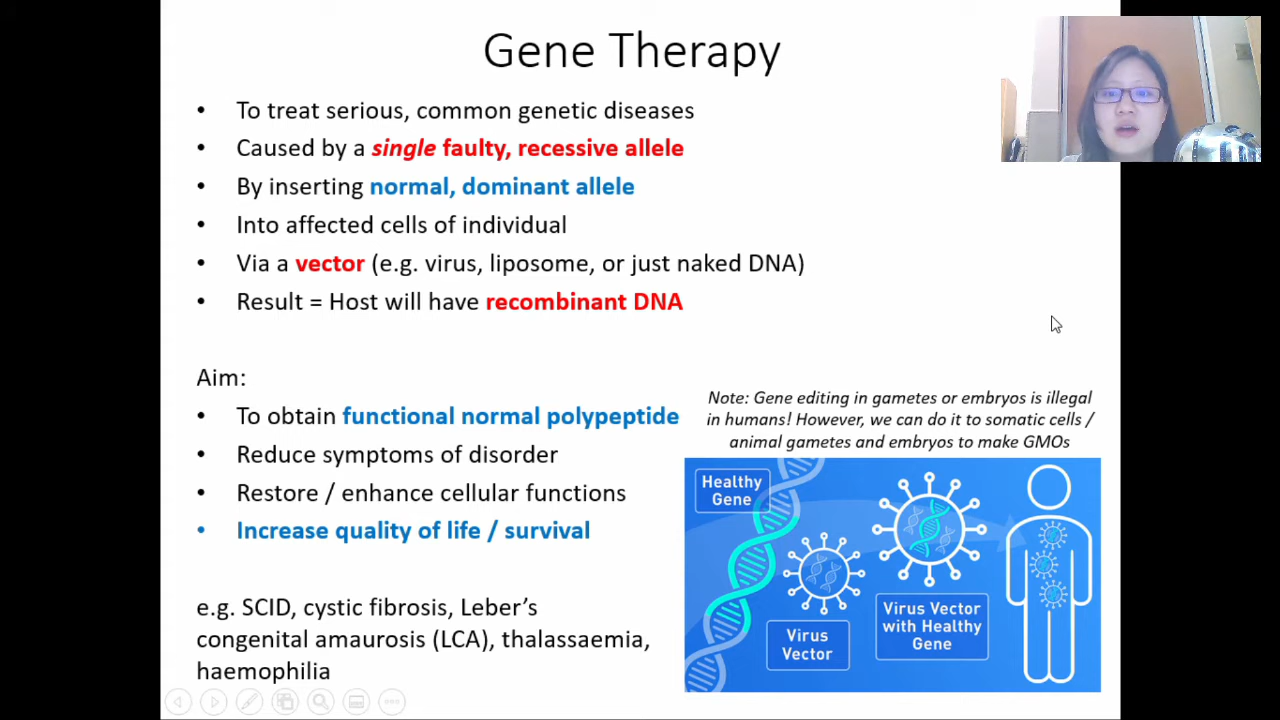 Gene Therapy
• To treat serious, common genetic diseases
• Caused by a single faulty, recessive allele
• By inserting normal, dominant allele
• Into affected cells of individual
• Via a vector (e.g. virus, liposome, or just naked DNA)
• Result = Host will have recombinant DNA
Aim:
• To obtain functional normal polypeptide
• Reduce symptoms of disorder
• Restore / enhance cellular functions
• Increase quality of life / survival
e.g. SCID, cystic fibrosis, Leber’s
congenital amaurosis (LCA), thalassaemia,
haemophilia
Note: Gene editing in gametes or embryos is illegal
in humans! However, we can do it to somatic cells /
animal gametes and embryos to make GMOs
Healthy
Gene
Virus
Vector
Virus Vector
with Healthy
Gene